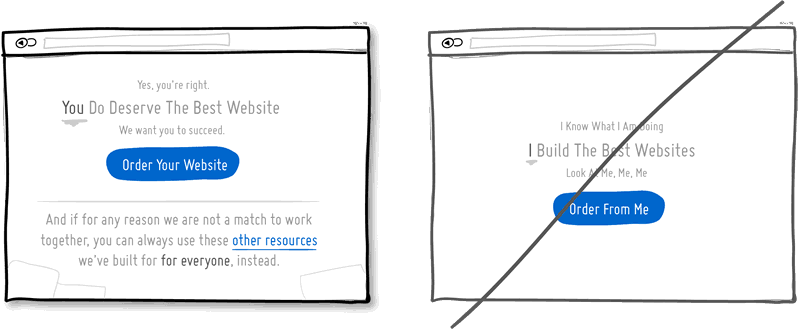 Yes, you're right.
You Do Deserve The Best Website
We want you to succeed.
Order Your Website
And if for any reason we are not a match to work
together, you can always use these other resources
we've built for for everyone, instead.
I Know What I Am Doing
I Build The Best Websites
Look At Me, Me, Me
Order From Me